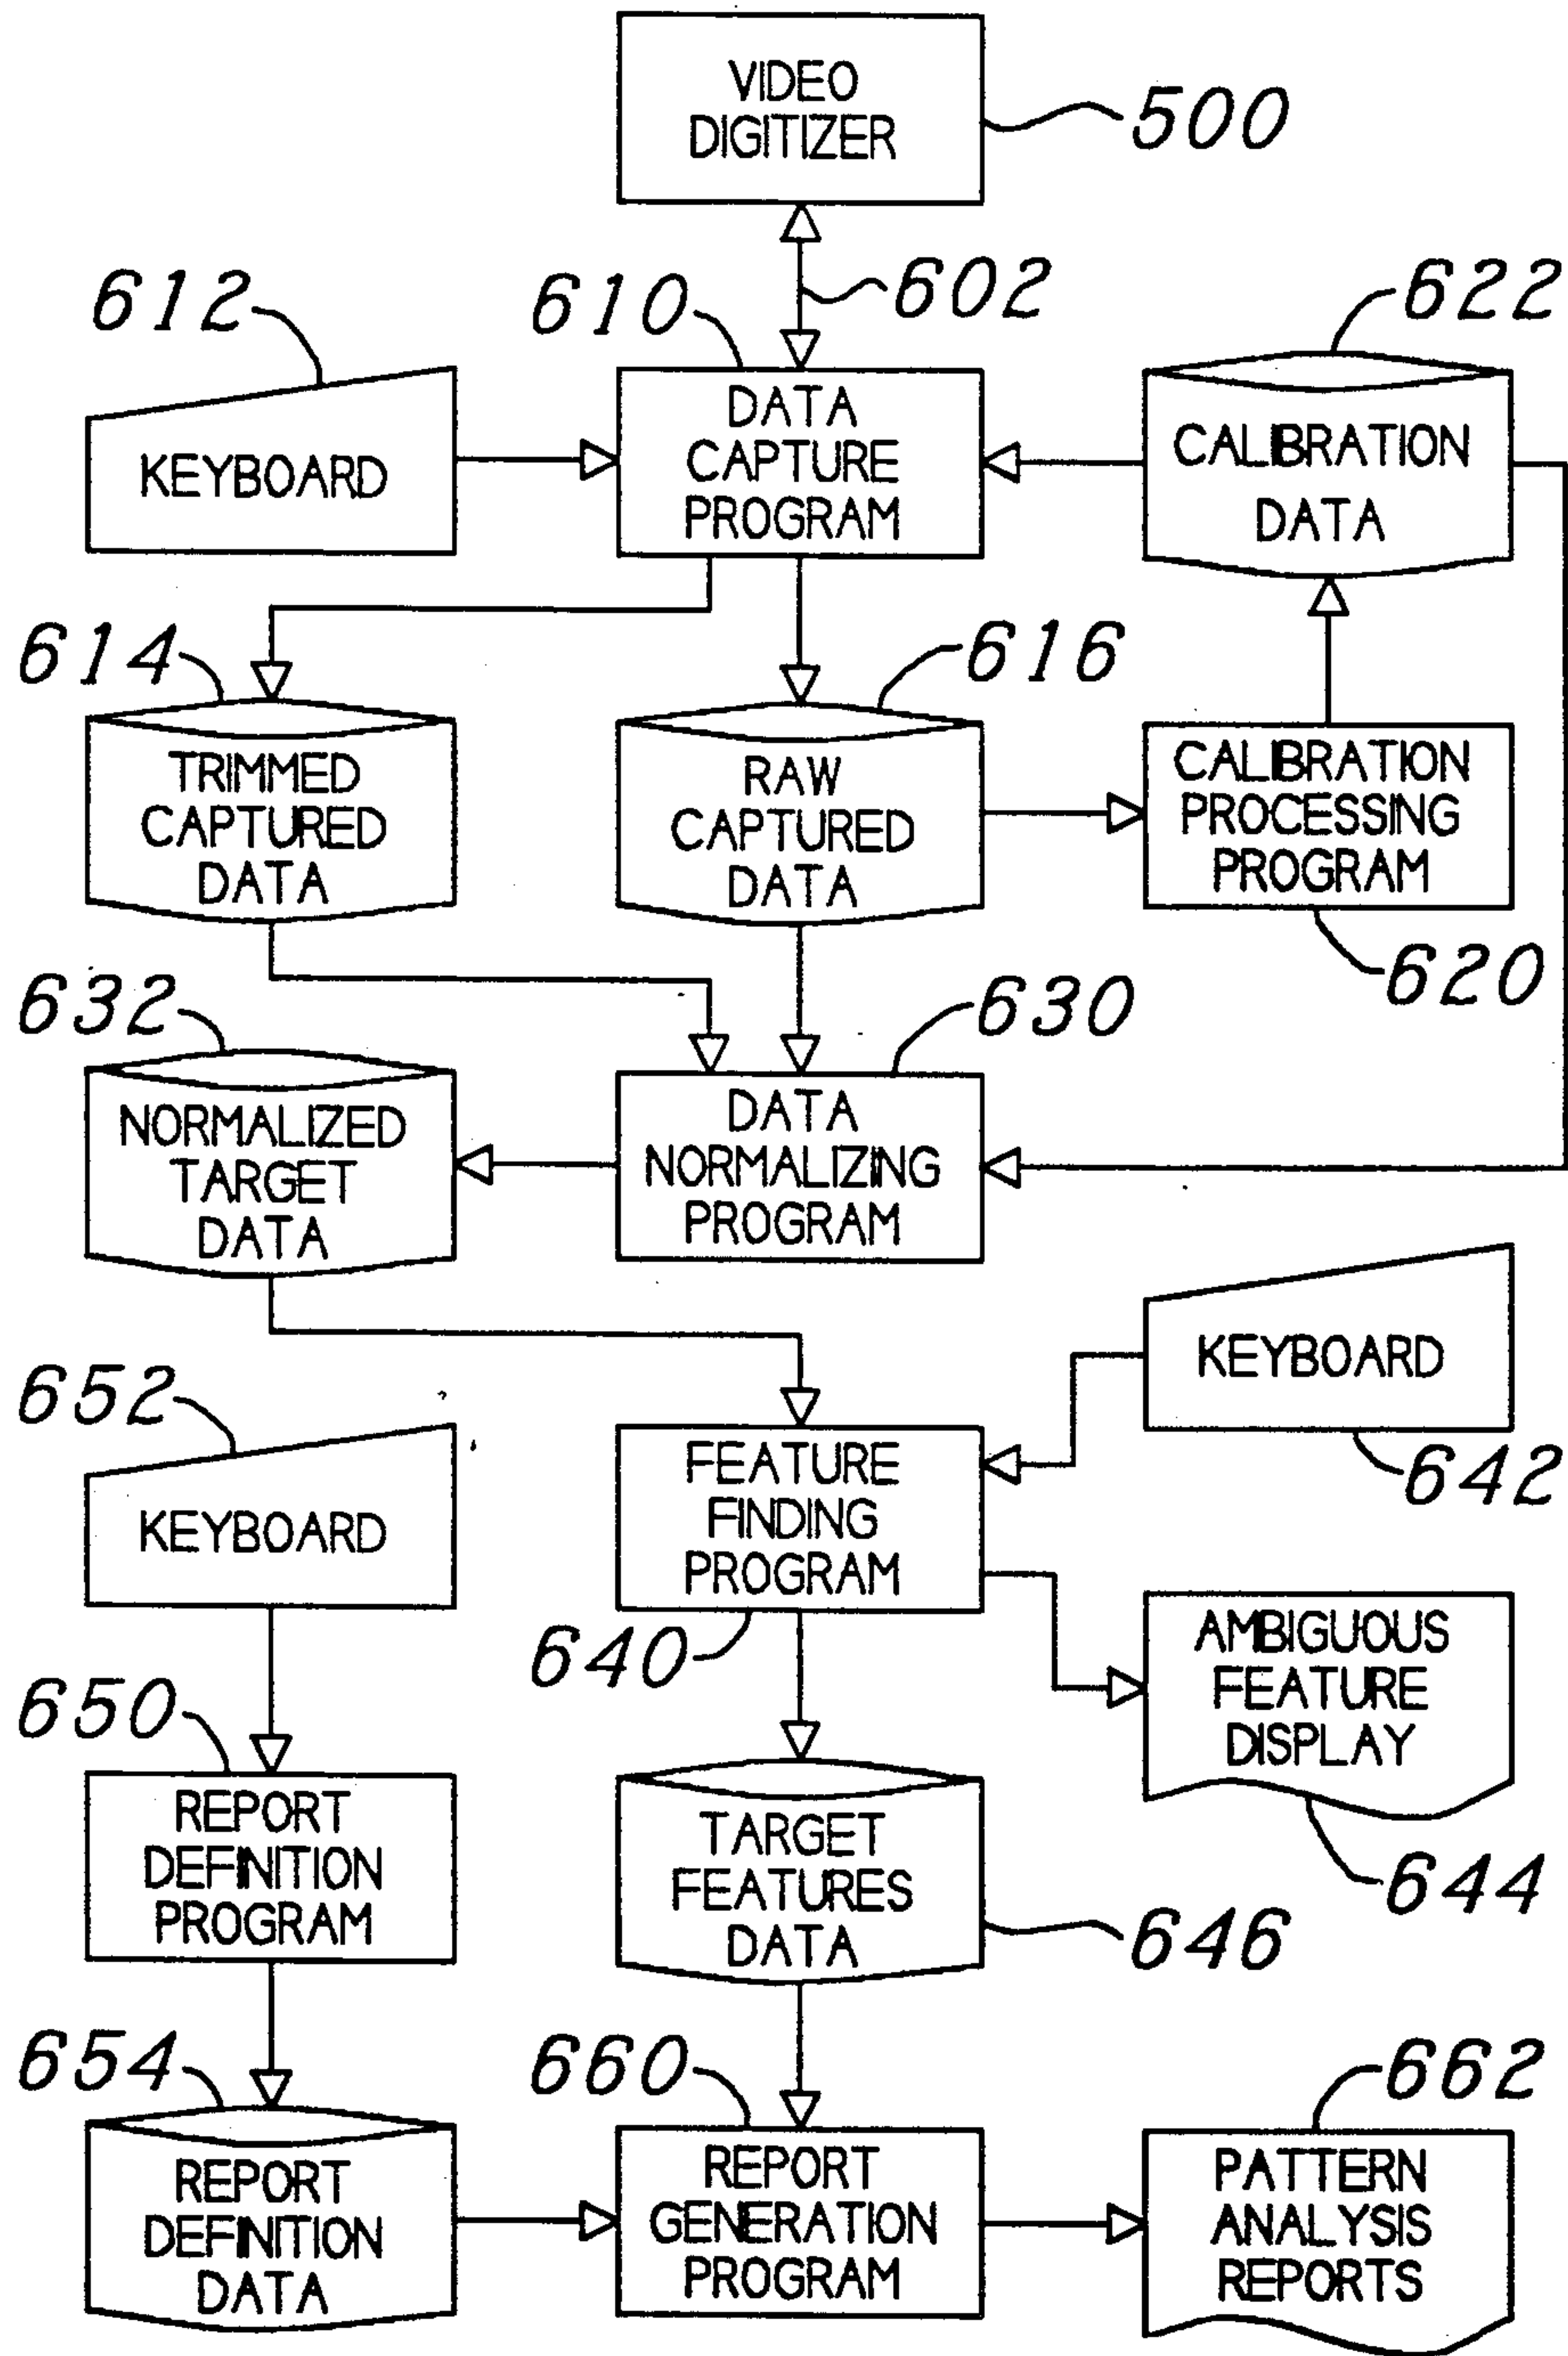 VIDEO
DIGITIZER
500
602
612
610
622
KEYBOARD
DATA
CAPTURE
PROGRAM
CALIBRATION
DATA
614
616
TRIMMED
CAPTURED
DATA
RAW
CAPTURED
DATA
CALIBRATION
PROCESSING
PROGRAM
620
632
630
NORMALIZED
TARGET
DATA
DATA
NORMALIZING
PROGRAM
KEYBOARD
642
652
KEYBOARD
FEATURE
FINDING
PROGRAM
640
AMBIGUOUS
FEATURE
DISPLAY
644
650
REPORT
DEFINITION
PROGRAM
TARGET
FEATURES
DATA
646
654
660
662
REPORT
DEFINITION
DATA
REPORT
GENERATION
PROGRAM
PATTERN
ANALYSIS
REPORTS